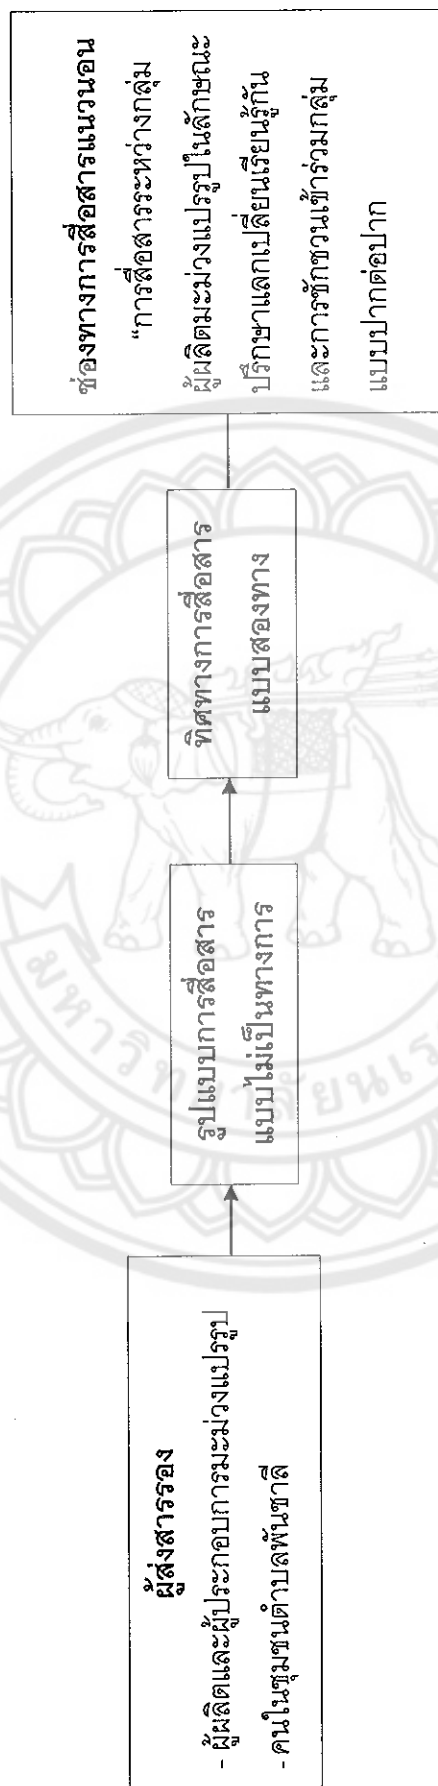 ผู้ส่งสารรอง
- ผู้ผลิตและผู้ประกอบการมะม่วงแปรรูป
- คนในชุมชนตำบลพันชาลี
รูปแบบการสื่อสาร
แบบไม่เป็นทางการ
ทิศทางการสื่อสาร
แบบสองทาง
ช่องทางการสื่อสารแนวนอน
“การสื่อสารระหว่างกลุ่ม
ผู้ผลิตมะม่วงแปรรูปในลักษณะ
ปรึกษาแลกเปลี่ยนเรียนรู้กัน
และการชักชวนเข้าร่วมกลุ่ม
แบบปากต่อปาก